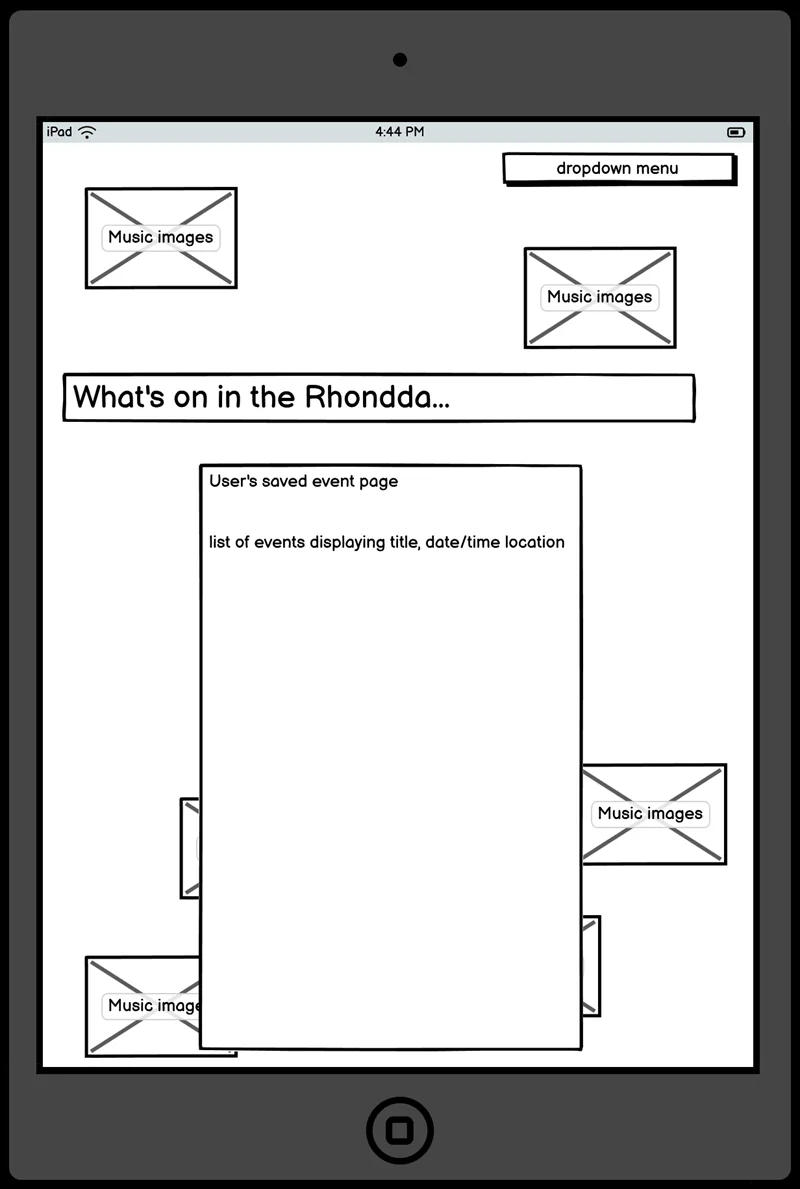 iPad 4:44 PM
dropdown menu
Music images
Music images
What's on in the Rhondda...
User's saved event page
list of events displaying title, date/time location
Music images
Music image